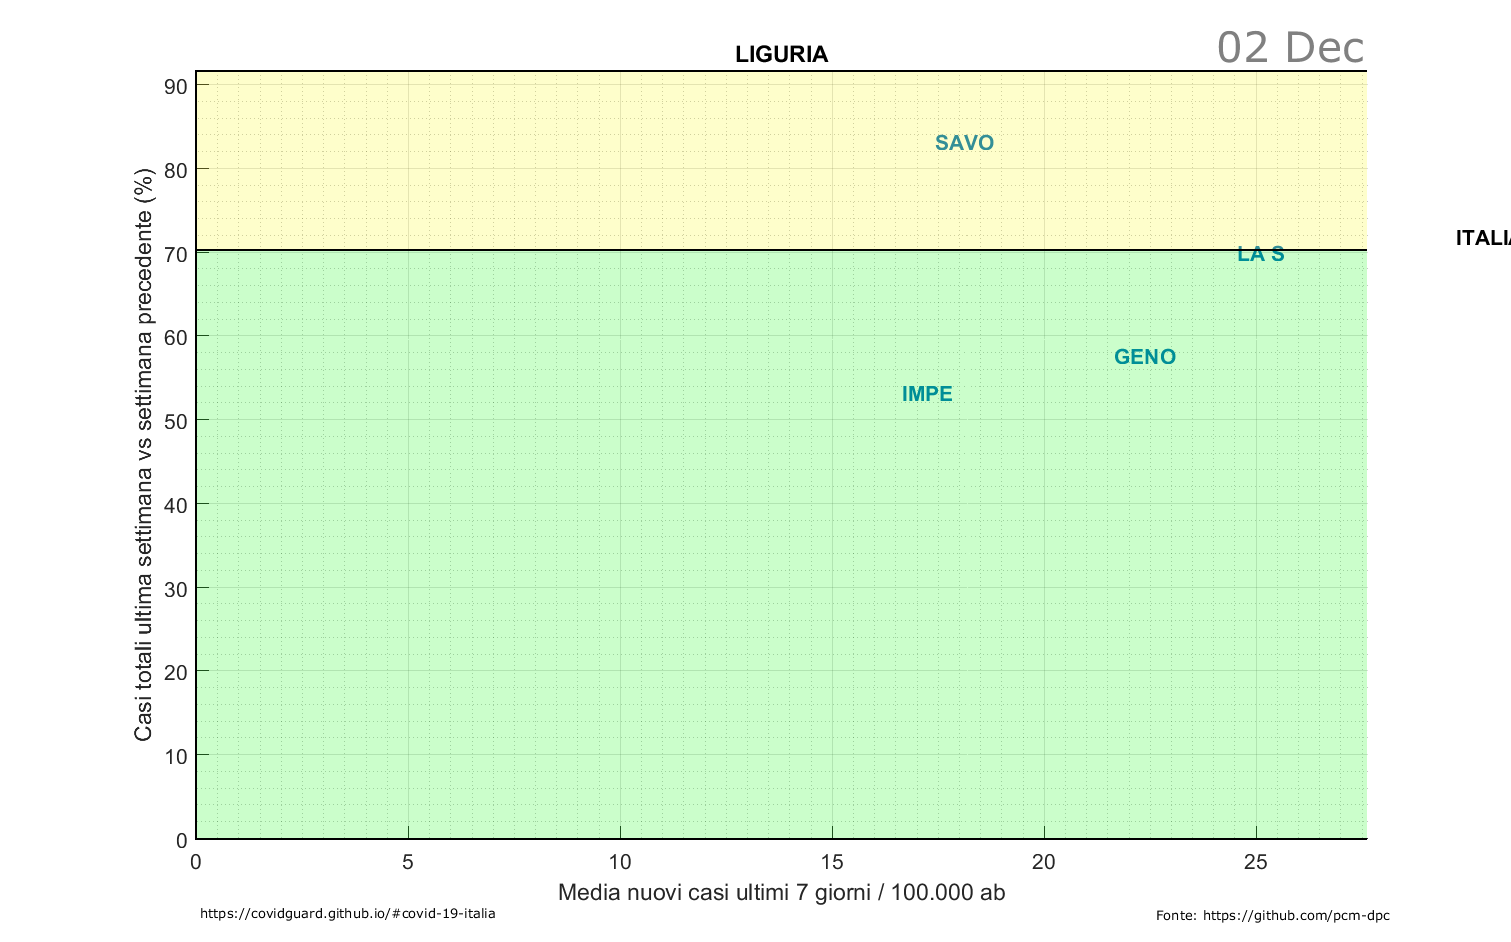 LIGURIA
02 Dec
90
80
70
60
50
40
30
20
10
0
Casi totali ultima settimana vs settimana precedente (%)
SAVO
ITALIA
LA S
GENO
IMPE
0 5 10 15 20 25
Media nuovi casi ultimi 7 giorni / 100.000 ab
https://covidguard.github.io/#covid-19-italia
Fonte: https://github.com/pcm-dpc